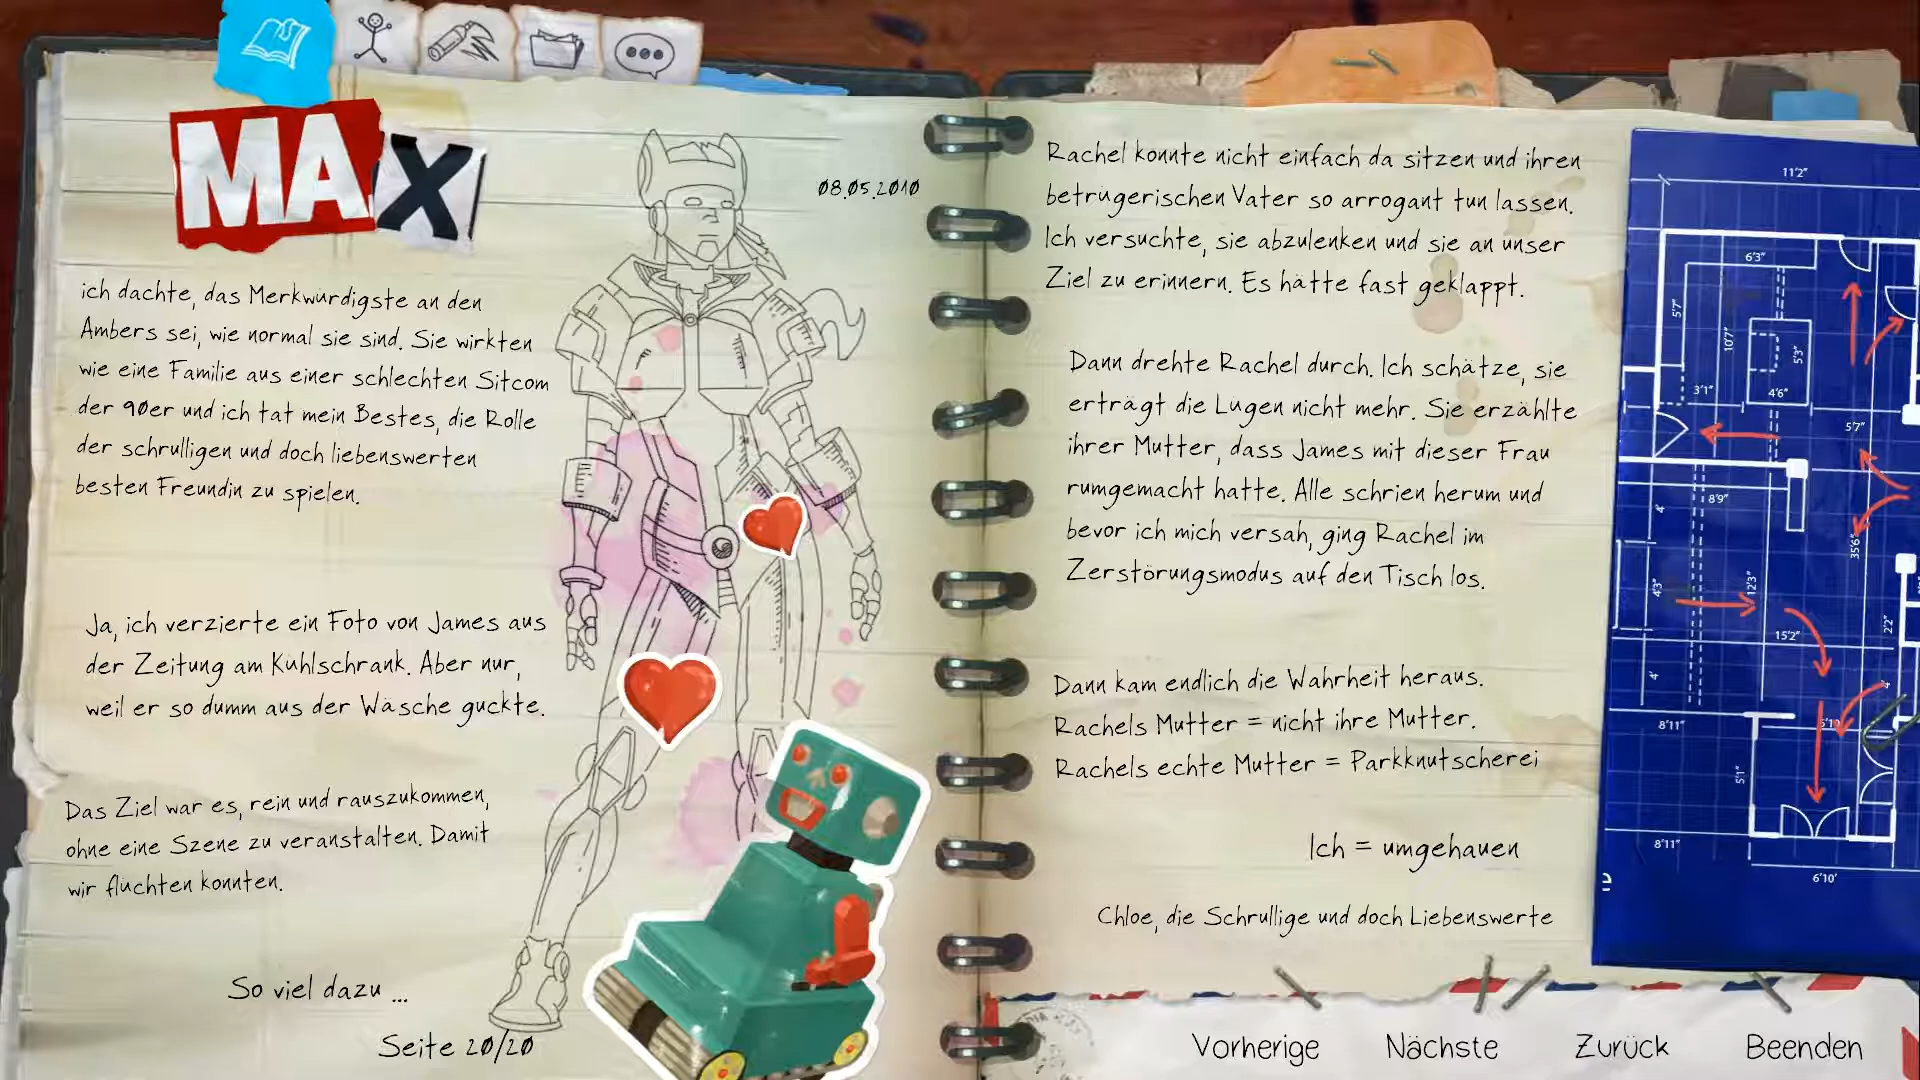 MAX
08.05.2010
ich dachte, das Merkwürdigste an den
Ambers sei, wie normal sie sind. Sie wirkten
wie eine Familie aus einer schlechten Sitcom
der 90er und ich tat mein Bestes, die Rolle
der schrulligen und doch liebenswerten
besten Freundin zu spielen.
Ja, ich verzierte ein Foto von James aus
der Zeitung am Kühlschrank. Aber nur,
weil er so dumm aus der Wäsche guckte.
Das Ziel war es, rein und rauszukommen,
ohne eine Szene zu veranstalten. Damit
wir flüchten konnten.
So viel dazu ...
Seite 20/20
Rachel konnte nicht einfach da sitzen und ihren
betrügerischen Vater so arrogant tun lassen.
Ich versuchte, sie abzulenken und sie an unser
Ziel zu erinnern. Es hätte fast geklappt.
Dann drehte Rachel durch. Ich schätze, sie
erträgt die Lügen nicht mehr. Sie erzählte
ihrer Mutter, dass James mit dieser Frau
rumgemacht hatte. Alle schrien herum und
bevor ich mich versah, ging Rachel im
Zerstörungsmodus auf den Tisch los.
Dann kam endlich die Wahrheit heraus.
Rachels Mutter = nicht ihre Mutter.
Rachels echte Mutter = Parkknutscherei
Ich = umgehauen
Chloe, die Schrullige und doch Liebenswerte
11'2"
6'3"
5'7"
10'7"
5'3"
3'1"
4'6"
5'7"
8'9"
4'
35'6"
4'3"
12'3"
2'2"
15'2"
4'
4'
8'11"
5'10
5'1"
8'11"
6'10'
Vorherige
Nächste
Zurück
Beenden